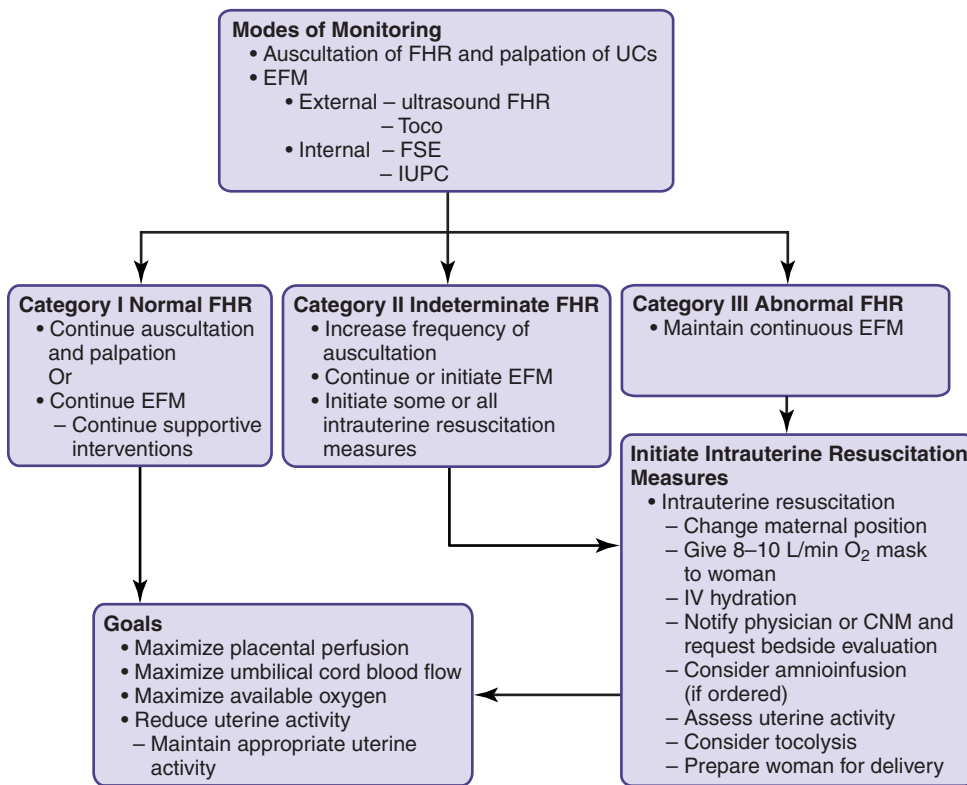 Modes of Monitoring
• Auscultation of FHR and palpation of UCs
• EFM
• External – ultrasound FHR
– Toco
• Internal – FSE
– IUPC
Category I Normal FHR
• Continue auscultation
and palpation
Or
• Continue EFM
– Continue supportive
interventions
Category II Indeterminate FHR
• Increase frequency of
auscultation
• Continue or initiate EFM
• Initiate some or all
intrauterine resuscitation
measures
Category III Abnormal FHR
• Maintain continuous EFM
Initiate Intrauterine Resuscitation
Measures
• Intrauterine resuscitation
– Change maternal position
– Give 8–10 L/min O₂ mask
to woman
– IV hydration
– Notify physician or CNM and
request bedside evaluation
– Consider amnioinfusion
(if ordered)
– Assess uterine activity
– Consider tocolysis
– Prepare woman for delivery
Goals
• Maximize placental perfusion
• Maximize umbilical cord blood flow
• Maximize available oxygen
• Reduce uterine activity
– Maintain appropriate uterine
activity